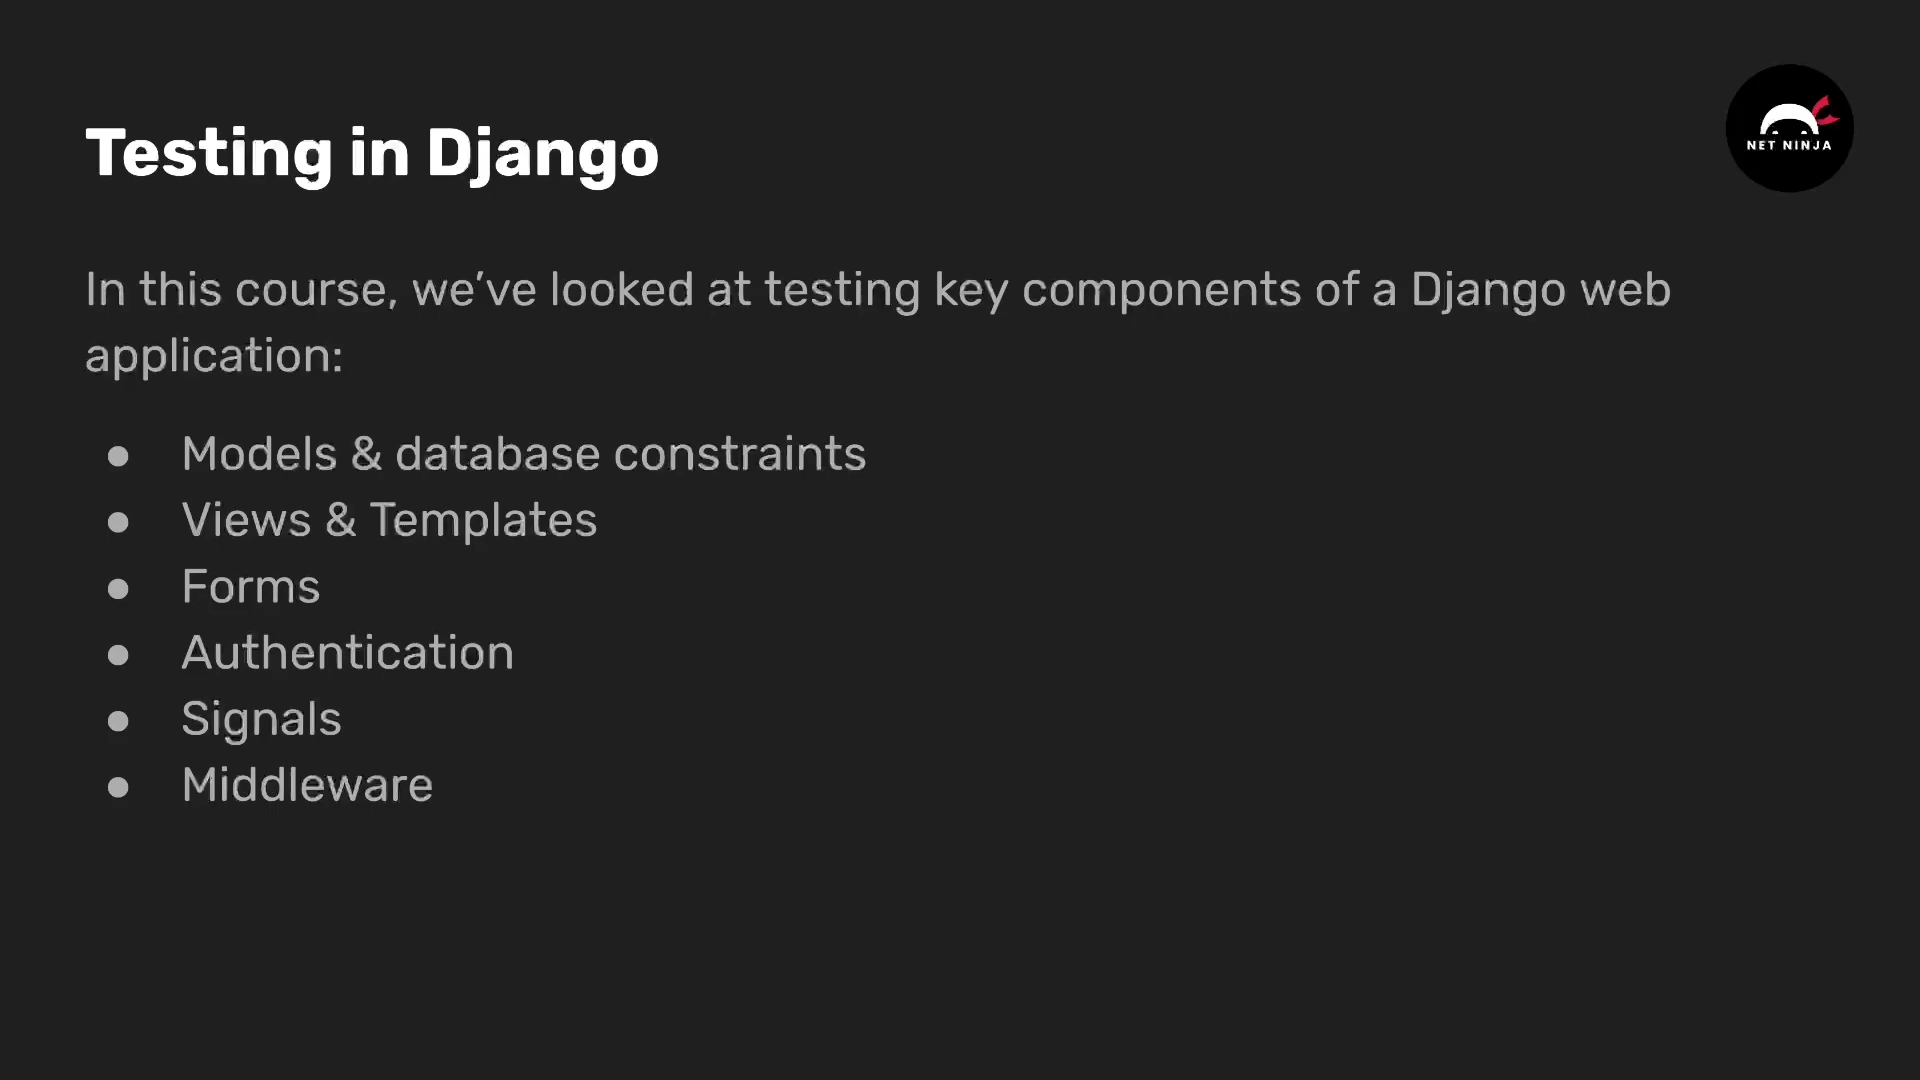 Testing in Django
NET NINJA
In this course, we've looked at testing key components of a Django web
application:
● Models & database constraints
● Views & Templates
● Forms
● Authentication
● Signals
● Middleware